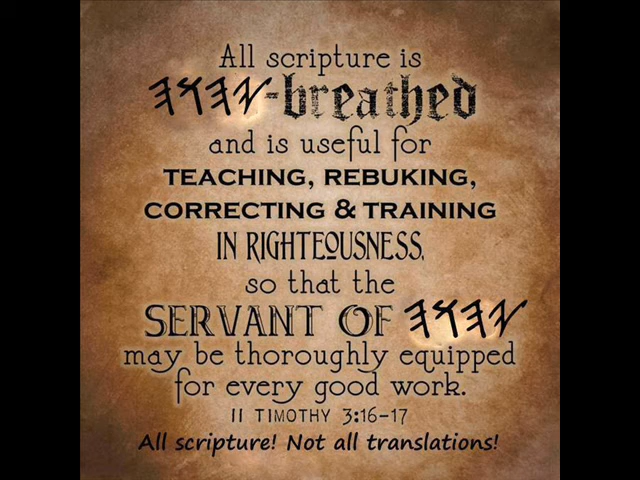 All scripture is
𐤉𐤄𐤅𐤄-breathed
and is useful for
TEACHING, REBUKING,
CORRECTING & TRAINING
IN RIGHTEOUSNESS,
so that the
SERVANT OF 𐤉𐤄𐤅𐤄
may be thoroughly equipped
for every good work.
II TIMOTHY 3:16-17
All scripture! Not all translations!